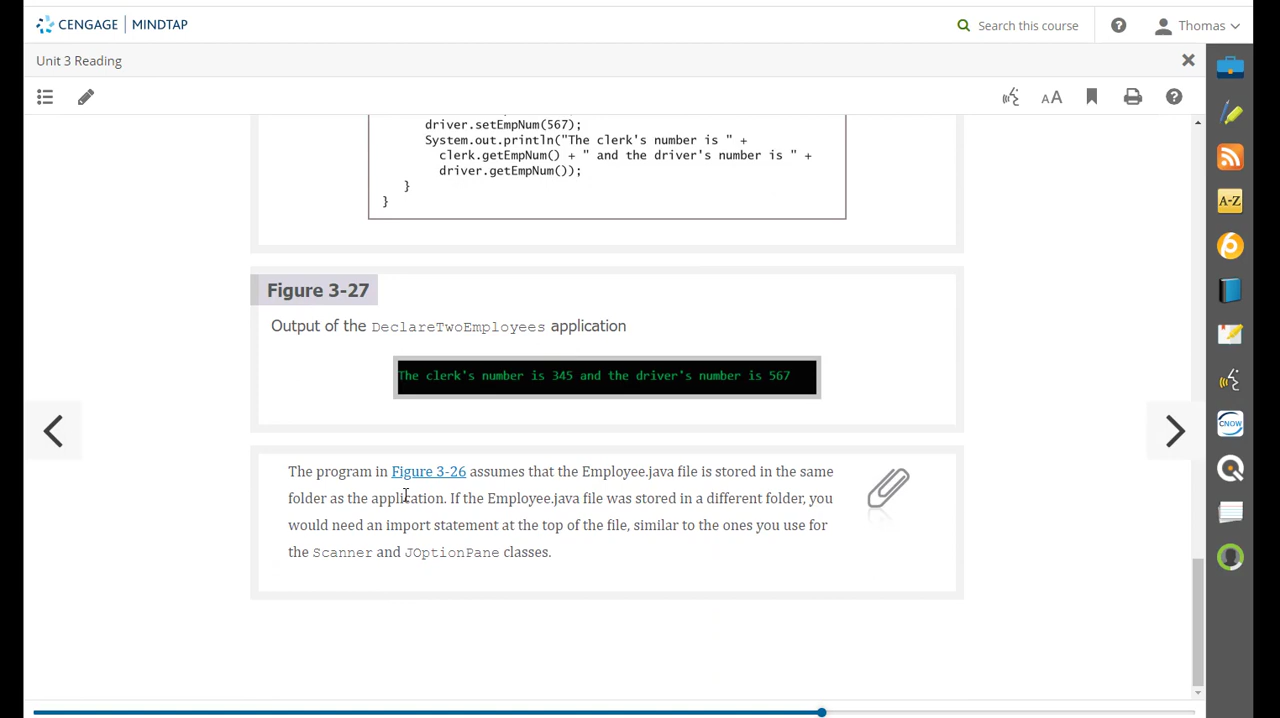 CENGAGE | MINDTAP
Search this course
Thomas
Unit 3 Reading
AA
driver.setEmpNum(567);
System.out.println("The clerk's number is " +
clerk.getEmpNum() + " and the driver's number is " +
driver.getEmpNum());
}
}
Figure 3-27
Output of the DeclareTwoEmployees application
The clerk's number is 345 and the driver's number is 567
The program in Figure 3-26 assumes that the Employee.java file is stored in the same
folder as the application. If the Employee.java file was stored in a different folder, you
would need an import statement at the top of the file, similar to the ones you use for
the Scanner and JOptionPane classes.
A-Z
CNOW